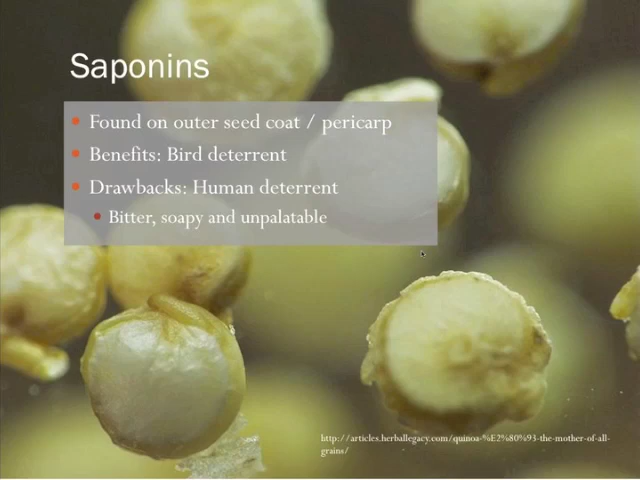 Saponins
Found on outer seed coat / pericarp
Benefits: Bird deterrent
Drawbacks: Human deterrent
Bitter, soapy and unpalatable
http://articles.herballegacy.com/quinoa-%E2%80%93-the-mother-of-all-
grains/